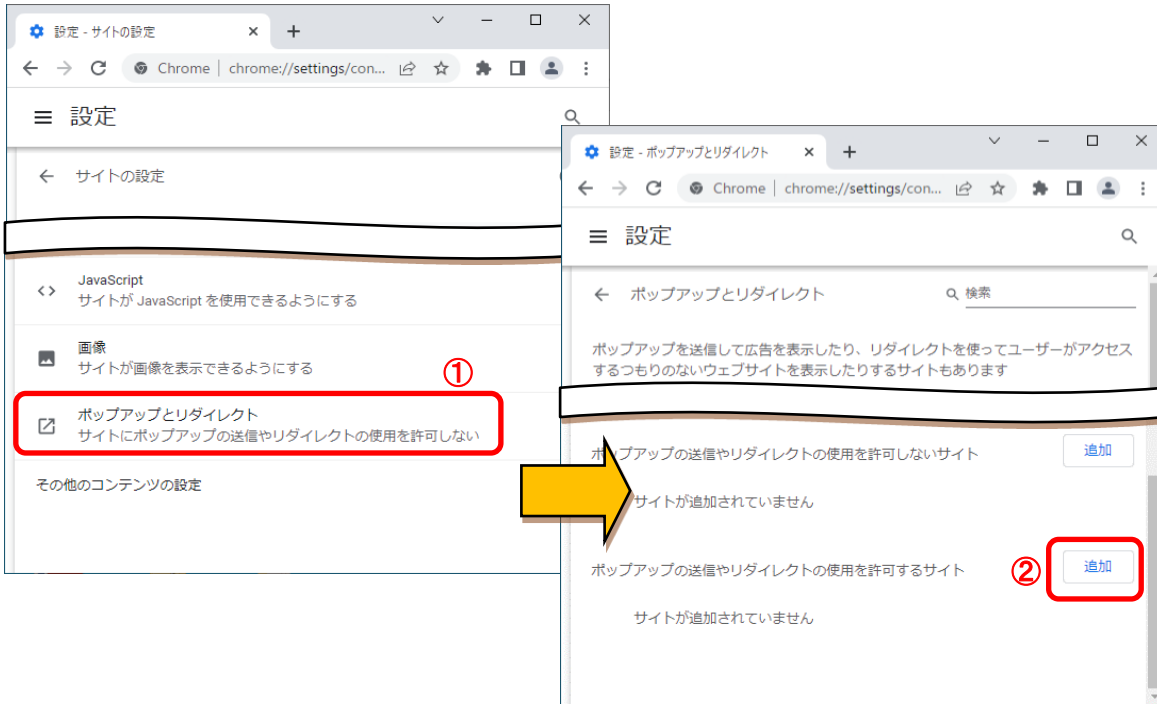 設定 - サイトの設定
Chrome | chrome://settings/con...
設定
サイトの設定
JavaScript
サイトが JavaScript を使用できるようにする
画像
サイトが画像を表示できるようにする
①
ポップアップとリダイレクト
サイトにポップアップの送信やリダイレクトの使用を許可しない
その他のコンテンツの設定
設定 - ポップアップとリダイレクト
Chrome | chrome://settings/con...
設定
ポップアップとリダイレクト
検索
ポップアップを送信して広告を表示したり、リダイレクトを使ってユーザーがアクセス
するつもりのないウェブサイトを表示したりするサイトもあります
ポップアップの送信やリダイレクトの使用を許可しないサイト
追加
サイトが追加されていません
ポップアップの送信やリダイレクトの使用を許可するサイト
②
追加
サイトが追加されていません